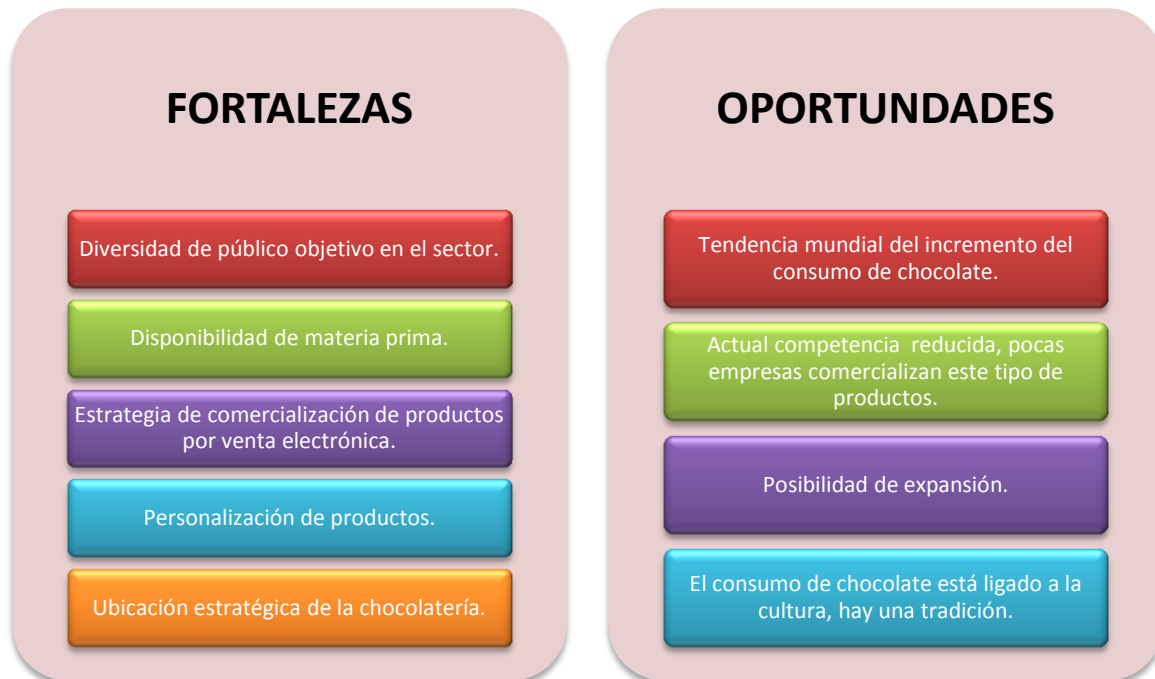 FORTALEZAS
Diversidad de público objetivo en el sector.
Disponibilidad de materia prima.
Estrategia de comercialización de productos
por venta electrónica.
Personalización de productos.
Ubicación estratégica de la chocolatería.
OPORTUNDADES
Tendencia mundial del incremento del
consumo de chocolate.
Actual competencia  reducida, pocas
empresas comercializan este tipo de
productos.
Posibilidad de expansión.
El consumo de chocolate está ligado a la
cultura, hay una tradición.